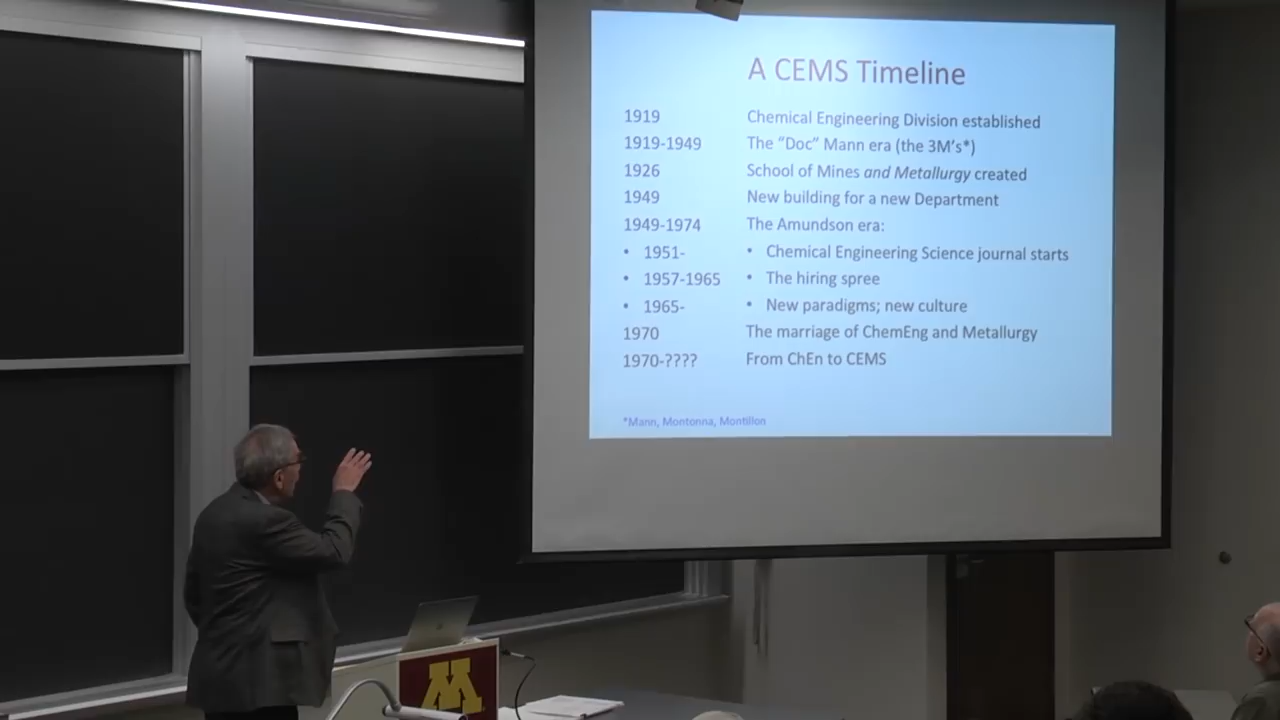 A CEMS Timeline
1919 Chemical Engineering Division established
1919-1949 The "Doc" Mann era (the 3M's*)
1926 School of Mines and Metallurgy created
1949 New building for a new Department
1949-1974 The Amundson era:
• 1951- • Chemical Engineering Science journal starts
• 1957-1965 • The hiring spree
• 1965- • New paradigms; new culture
1970 The marriage of ChemEng and Metallurgy
1970-???? From ChEn to CEMS
*Mann, Montonna, Montillon
M